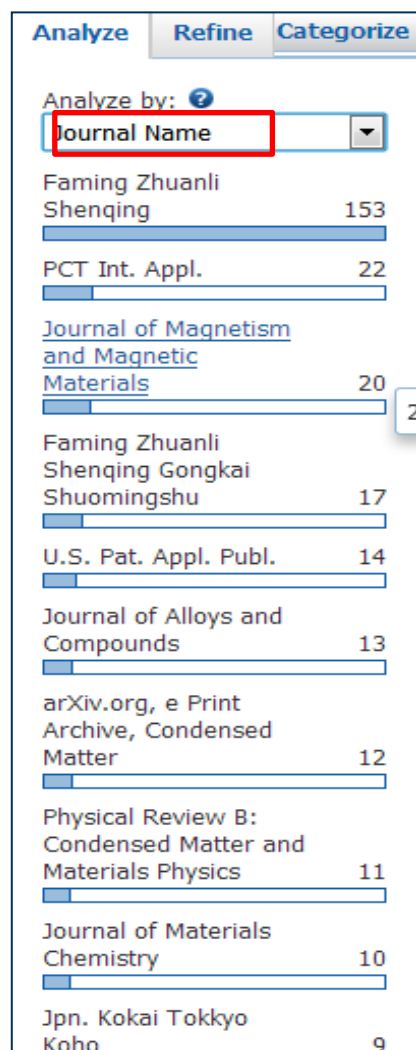 Analyze Refine Categorize
Analyze by: ?
Journal Name
Faming Zhuanli
Shenqing 153
PCT Int. Appl. 22
Journal of Magnetism
and Magnetic
Materials 20
2
Faming Zhuanli
Shenqing Gongkai
Shuomingshu 17
U.S. Pat. Appl. Publ. 14
Journal of Alloys and
Compounds 13
arXiv.org, e Print
Archive, Condensed
Matter 12
Physical Review B:
Condensed Matter and
Materials Physics 11
Journal of Materials
Chemistry 10
Jpn. Kokai Tokkyo
Koho 9